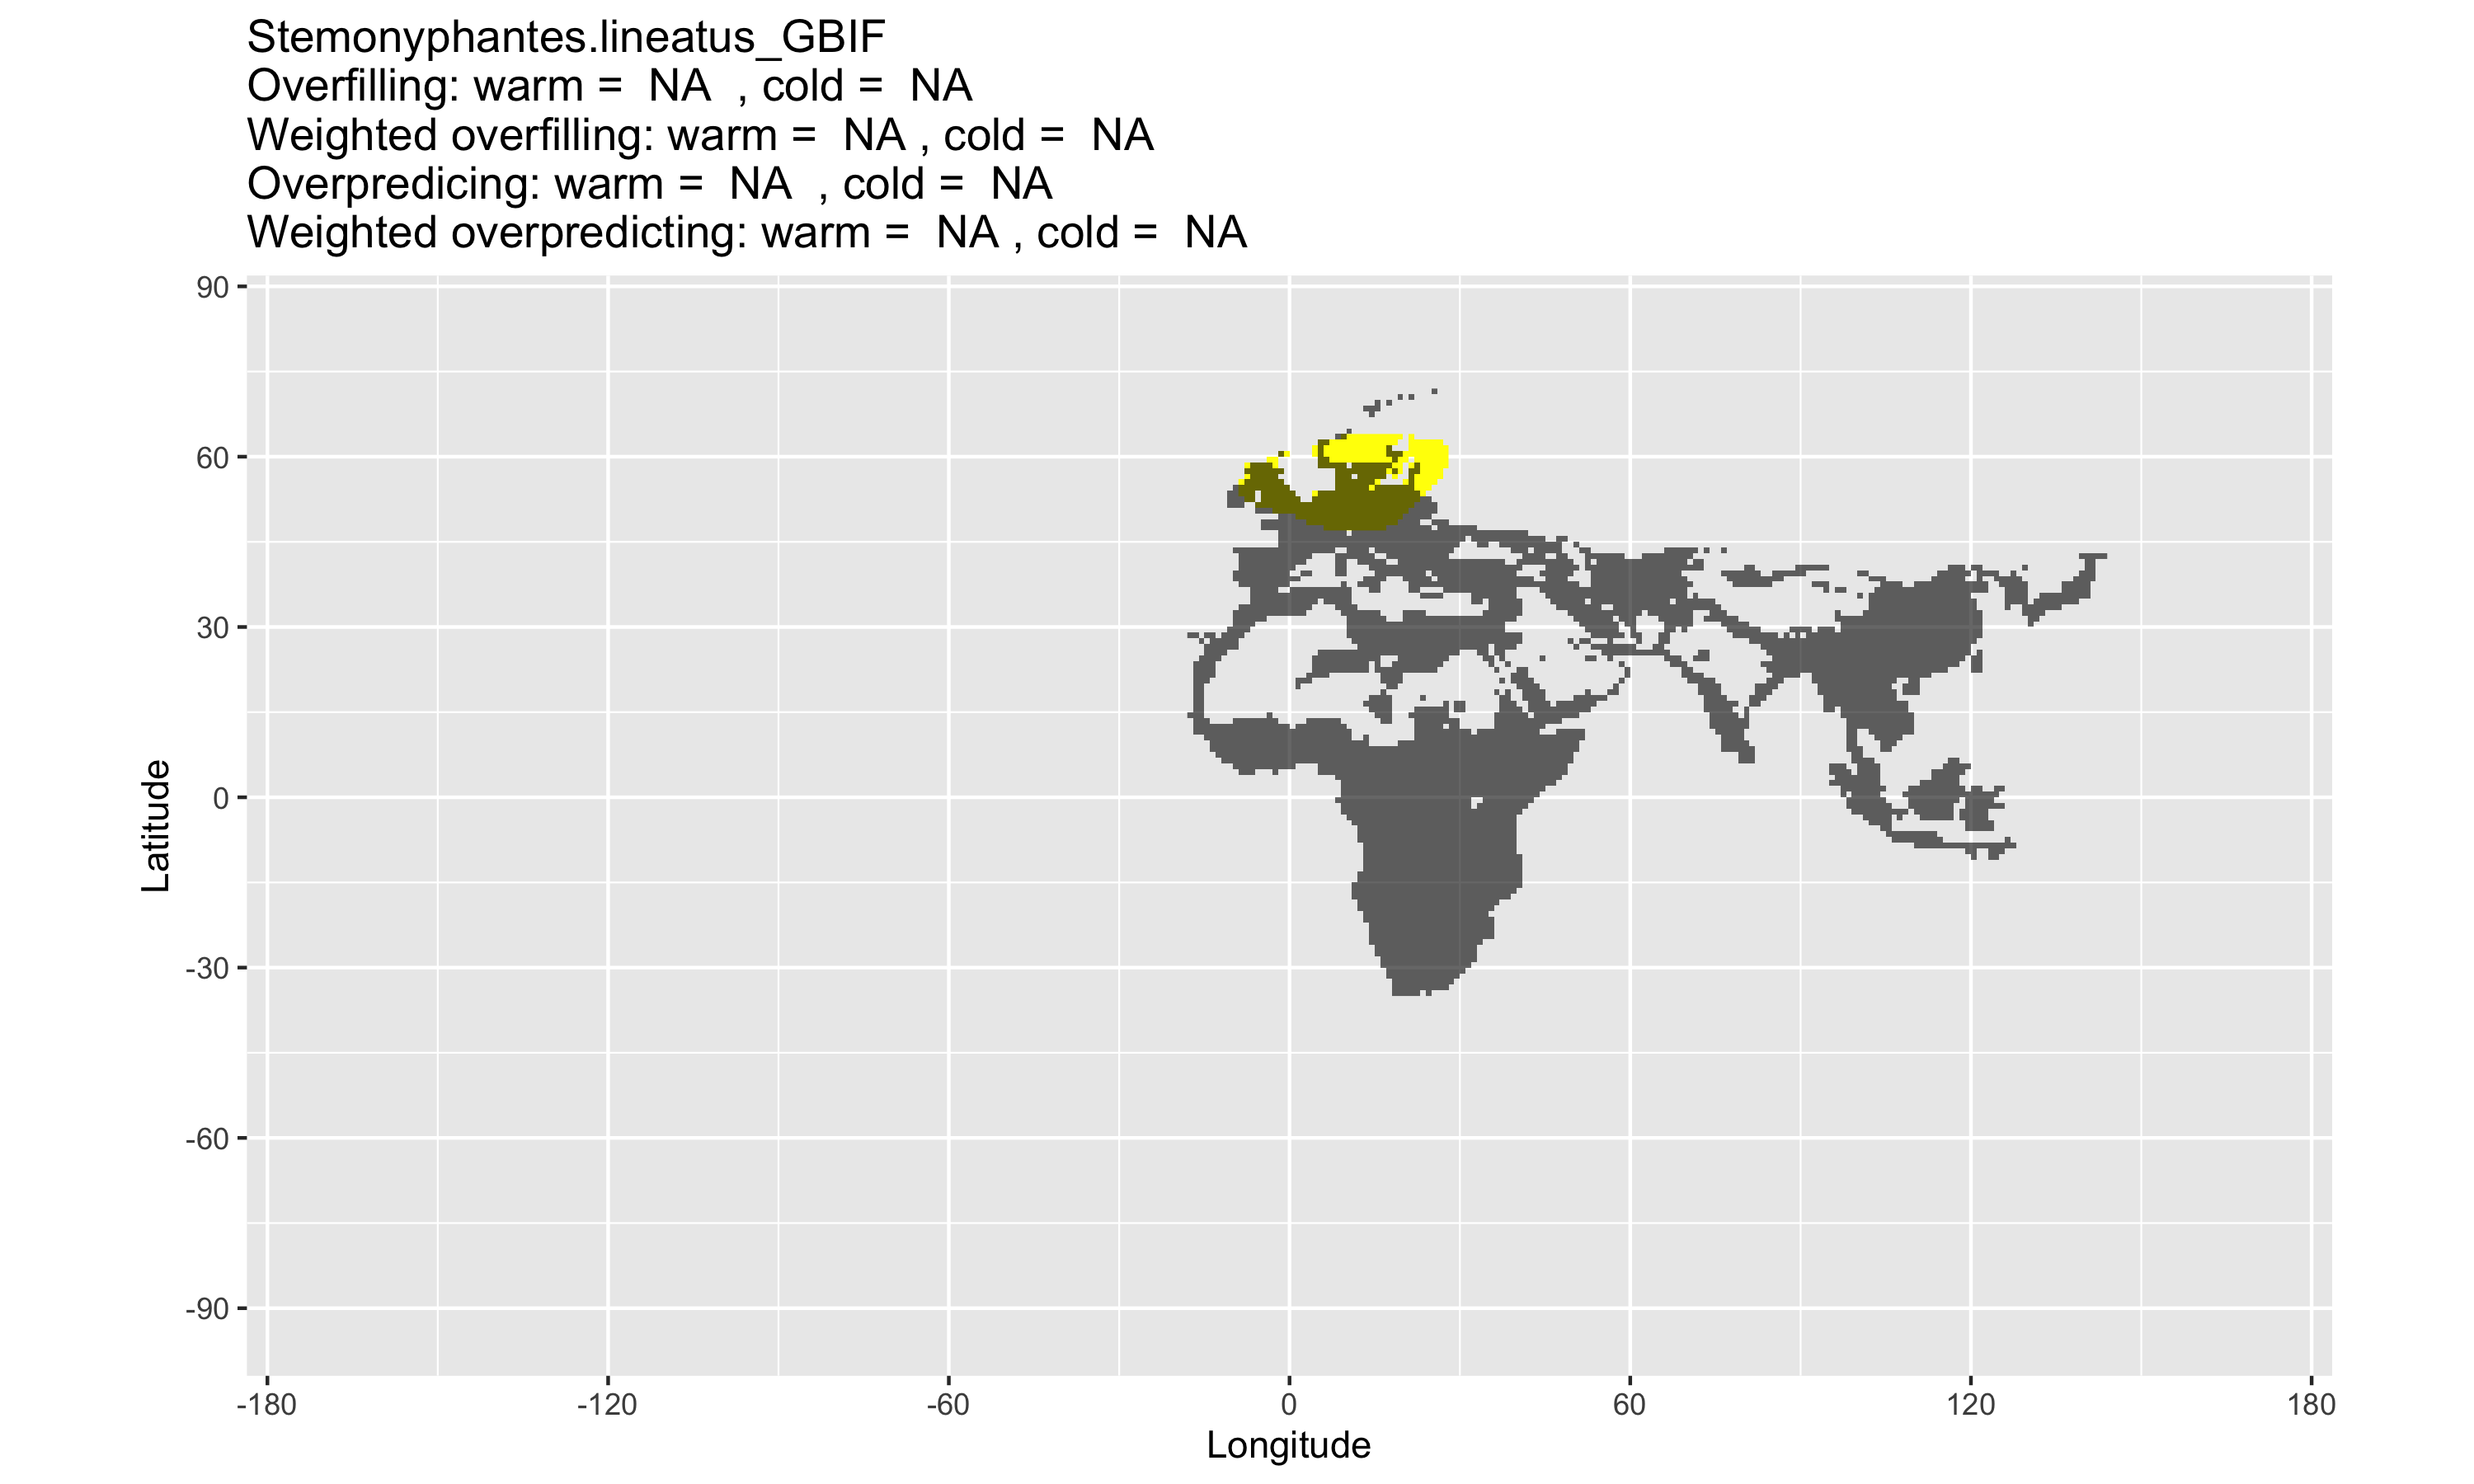 Stemonyphantes.lineatus_GBIF
Overfilling: warm =  NA  , cold =  NA
Weighted overfilling: warm =  NA , cold =  NA
Overpredicing: warm =  NA  , cold =  NA
Weighted overpredicting: warm =  NA , cold =  NA
90
60
30
0
-30
-60
-90
Latitude
-180
-120
-60
0
60
120
180
Longitude